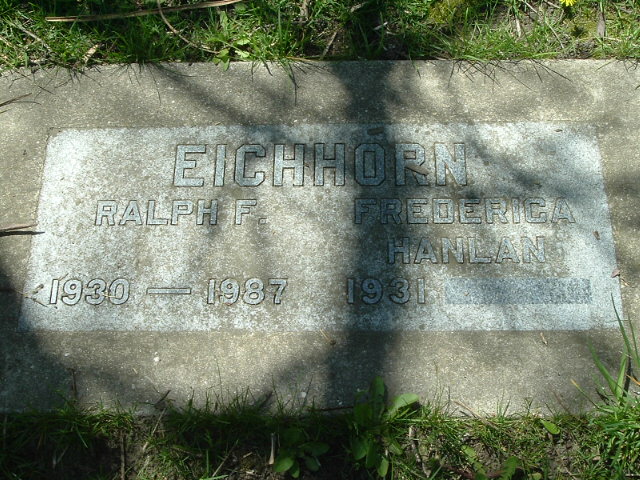 EICHHORN
RALPH F. FREDERICA
HANLAN
1930 — 1987 1931